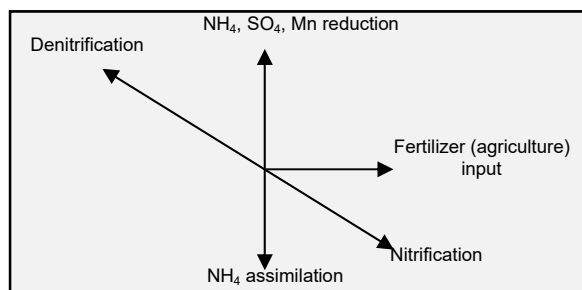 NH₄, SO₄, Mn reduction
Denitrification
Fertilizer (agriculture)
input
Nitrification
NH₄ assimilation